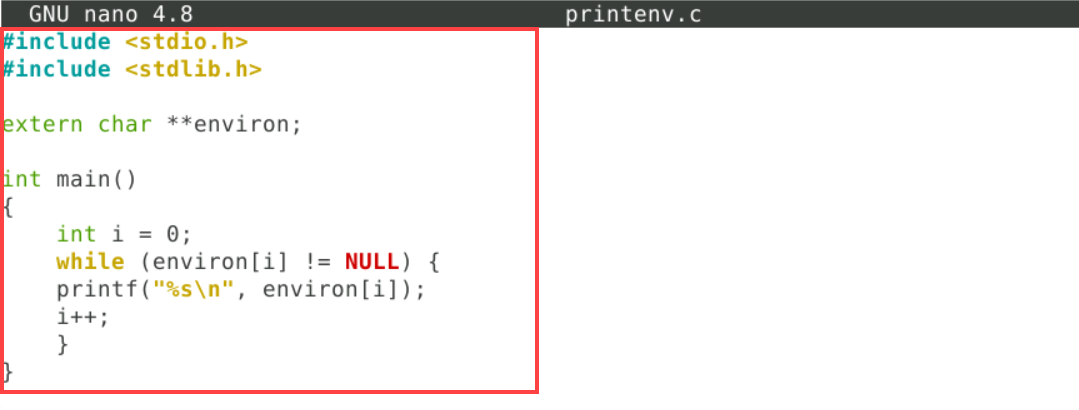 GNU nano 4.8 printenv.c
#include <stdio.h>
#include <stdlib.h>

extern char **environ;

int main()
{
    int i = 0;
    while (environ[i] != NULL) {
    printf("%s\n", environ[i]);
    i++;
    }
}